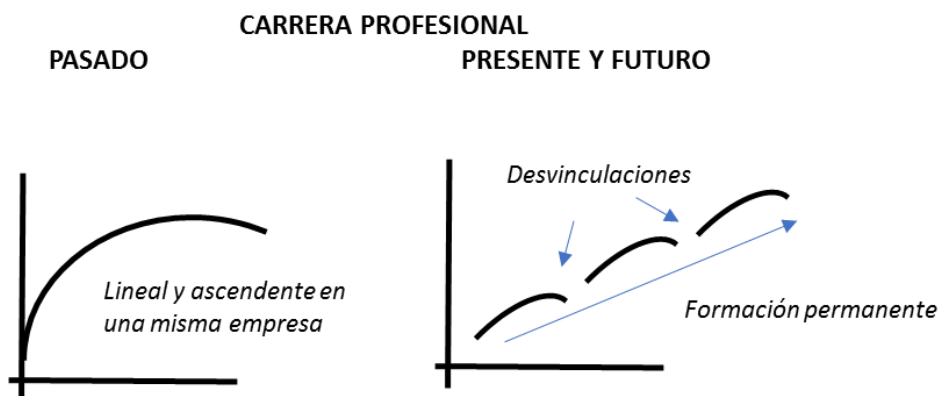 CARRERA PROFESIONAL
PASADO
PRESENTE Y FUTURO
Lineal y ascendente en
una misma empresa
Desvinculaciones
Formación permanente